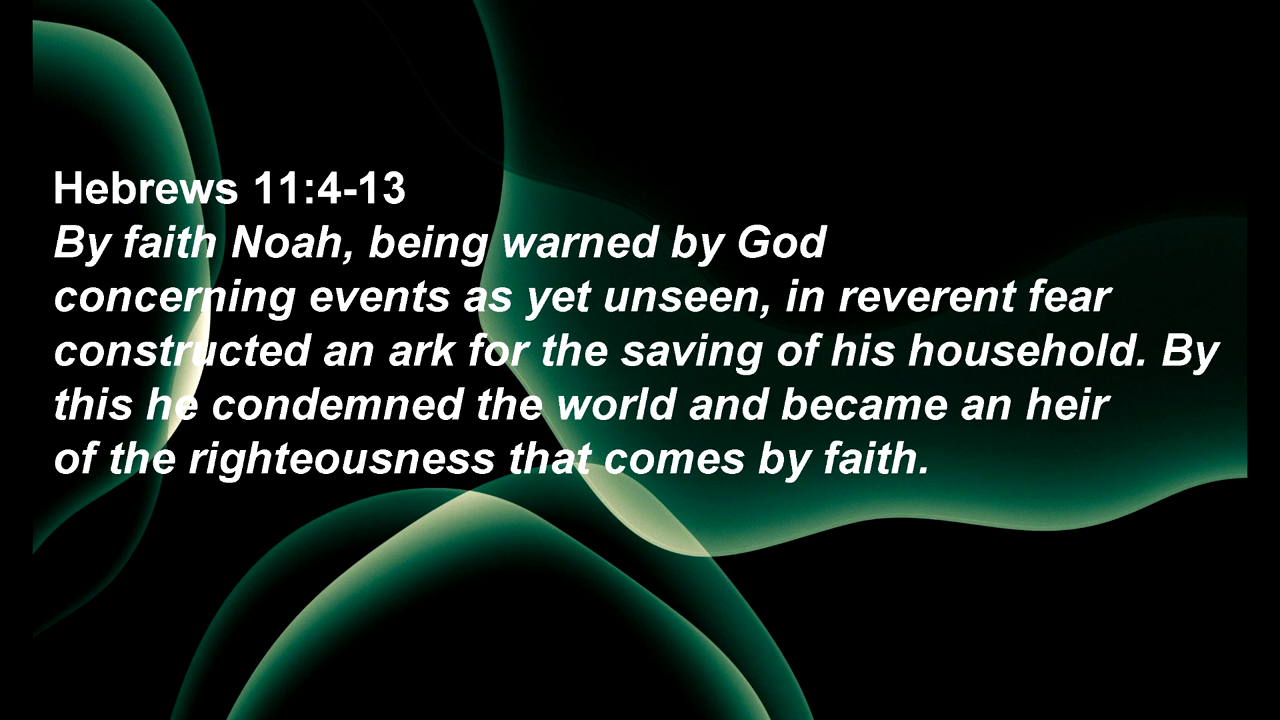 Hebrews 11:4-13
By faith Noah, being warned by God
concerning events as yet unseen, in reverent fear
constructed an ark for the saving of his household. By
this he condemned the world and became an heir
of the righteousness that comes by faith.